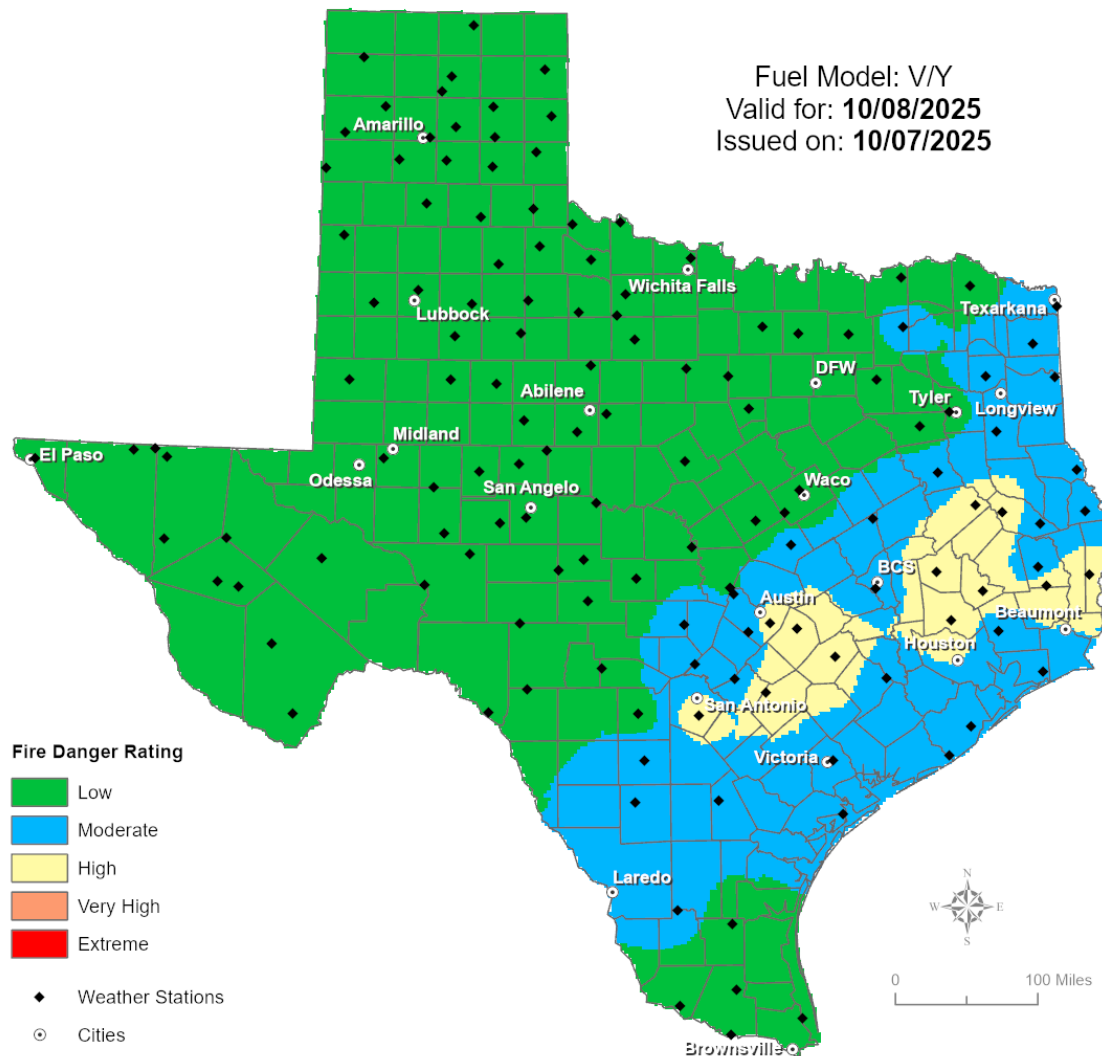 Fuel Model: V/Y
Valid for: 10/08/2025
Issued on: 10/07/2025
Amarillo
Wichita Falls
Lubbock
Texarkana
DFW
Abilene
Tyler
Longview
Midland
El Paso
Odessa
San Angelo
Waco
BCS
Austin
Beaumont
Houston
San Antonio
Victoria
Laredo
Brownsville
Fire Danger Rating
Low
Moderate
High
Very High
Extreme
Weather Stations
Cities
N
W E
S
0 100 Miles